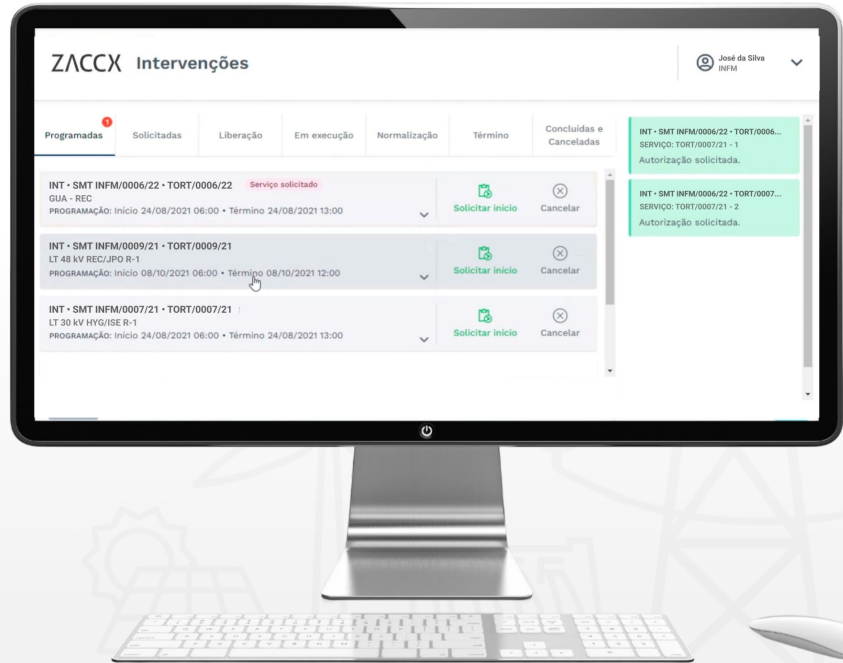 ZACCX Intervenções
José da Silva
INFM
Programadas
1
Solicitadas
Liberação
Em execução
Normalização
Término
Concluídas e
Canceladas
INT • SMT INFM/0006/22 • TORT/0006/22 Serviço solicitado
GUA - REC
PROGRAMAÇÃO: Início 24/08/2021 06:00 • Término 24/08/2021 13:00
Solicitar início
Cancelar
INT • SMT INFM/0009/21 • TORT/0009/21
LT 48 kV REC/JPO R-1
PROGRAMAÇÃO: Início 08/10/2021 06:00 • Término 08/10/2021 12:00
Solicitar início
Cancelar
INT • SMT INFM/0007/21 • TORT/0007/21
LT 30 kV HYG/ISE R-1
PROGRAMAÇÃO: Início 24/08/2021 06:00 • Término 24/08/2021 13:00
Solicitar início
Cancelar
INT • SMT INFM/0006/22 • TORT/0006...
SERVIÇO: TORT/0007/21 - 1
Autorização solicitada.
INT • SMT INFM/0006/22 • TORT/0007...
SERVIÇO: TORT/0007/21 - 2
Autorização solicitada.